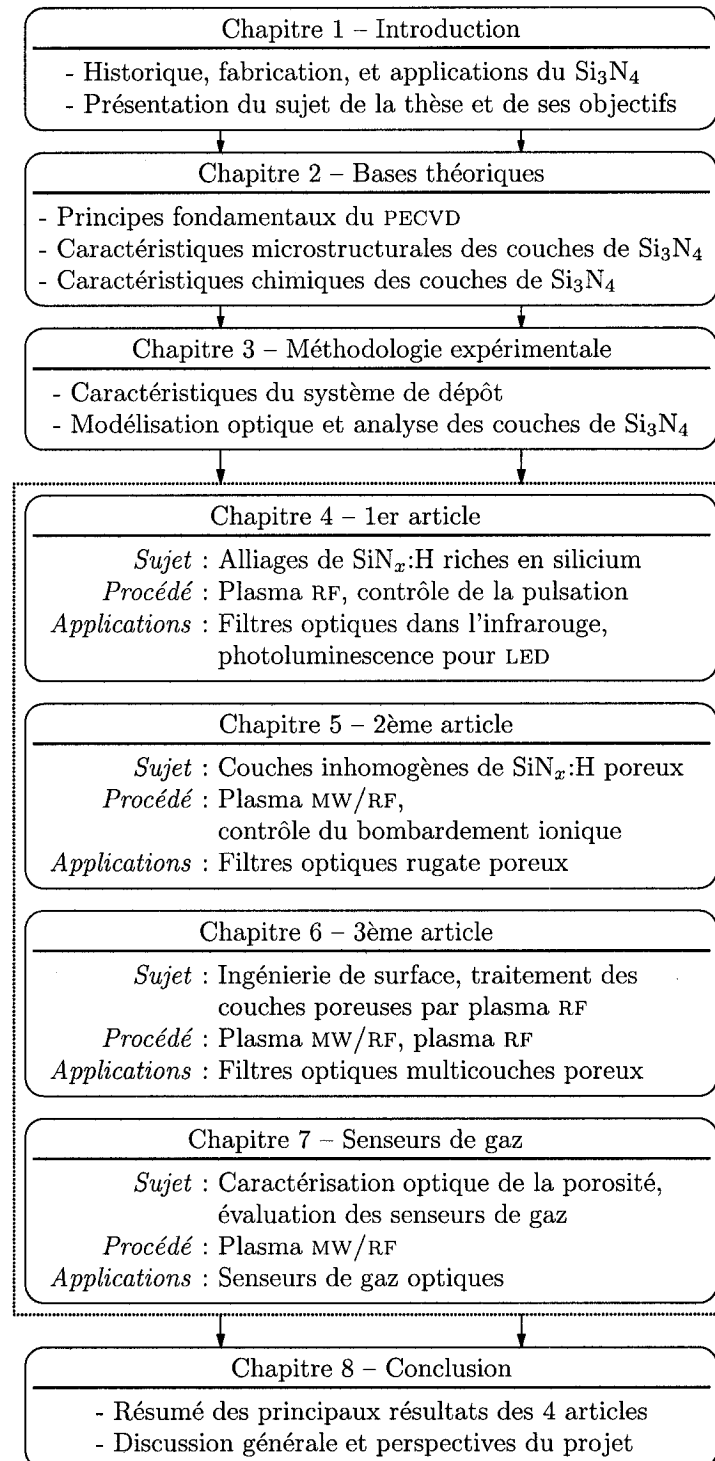 Chapitre 1 – Introduction
- Historique, fabrication, et applications du Si₃N₄
- Présentation du sujet de la thèse et de ses objectifs
Chapitre 2 – Bases théoriques
- Principes fondamentaux du PECVD
- Caractéristiques microstructurales des couches de Si₃N₄
- Caractéristiques chimiques des couches de Si₃N₄
Chapitre 3 – Méthodologie expérimentale
- Caractéristiques du système de dépôt
- Modélisation optique et analyse des couches de Si₃N₄
Chapitre 4 – 1er article
Sujet : Alliages de SiNₓ:H riches en silicium
Procédé : Plasma RF, contrôle de la pulsation
Applications : Filtres optiques dans l'infrarouge,
photoluminescence pour LED
Chapitre 5 – 2ème article
Sujet : Couches inhomogènes de SiNₓ:H poreux
Procédé : Plasma MW/RF,
contrôle du bombardement ionique
Applications : Filtres optiques rugate poreux
Chapitre 6 – 3ème article
Sujet : Ingénierie de surface, traitement des
couches poreuses par plasma RF
Procédé : Plasma MW/RF, plasma RF
Applications : Filtres optiques multicouches poreux
Chapitre 7 – Senseurs de gaz
Sujet : Caractérisation optique de la porosité,
évaluation des senseurs de gaz
Procédé : Plasma MW/RF
Applications : Senseurs de gaz optiques
Chapitre 8 – Conclusion
- Résumé des principaux résultats des 4 articles
- Discussion générale et perspectives du projet